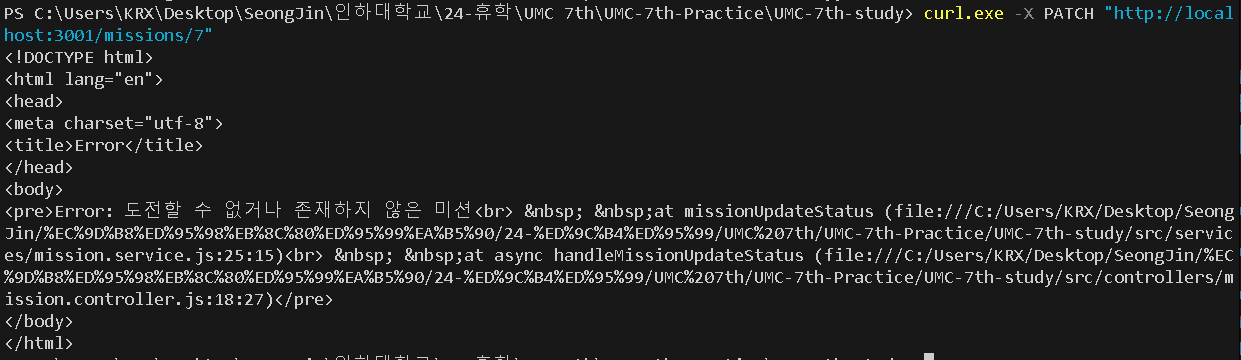 PS C:\Users\KRX\Desktop\SeongJin\인하대학교\24-휴학\UMC 7th\UMC-7th-Practice\UMC-7th-study> curl.exe -X PATCH "http://local
host:3001/missions/7"
<!DOCTYPE html>
<html lang="en">
<head>
<meta charset="utf-8">
<title>Error</title>
</head>
<body>
<pre>Error: 도전할 수 없거나 존재하지 않은 미션<br> &nbsp; &nbsp;at missionUpdateStatus (file:///C:/Users/KRX/Desktop/Seong
Jin/%EC%9D%B8%ED%95%98%EB%8C%80%ED%95%99%EA%B5%90/24-%ED%9C%B4%ED%95%99/UMC%207th/UMC-7th-Practice/UMC-7th-study/src/servic
es/mission.service.js:25:15)<br> &nbsp; &nbsp;at async handleMissionUpdateStatus (file:///C:/Users/KRX/Desktop/SeongJin/%EC
%9D%B8%ED%95%98%EB%8C%80%ED%95%99%EA%B5%90/24-%ED%9C%B4%ED%95%99/UMC%207th/UMC-7th-Practice/UMC-7th-study/src/controllers/m
ission.controller.js:18:27)</pre>
</body>
</html>